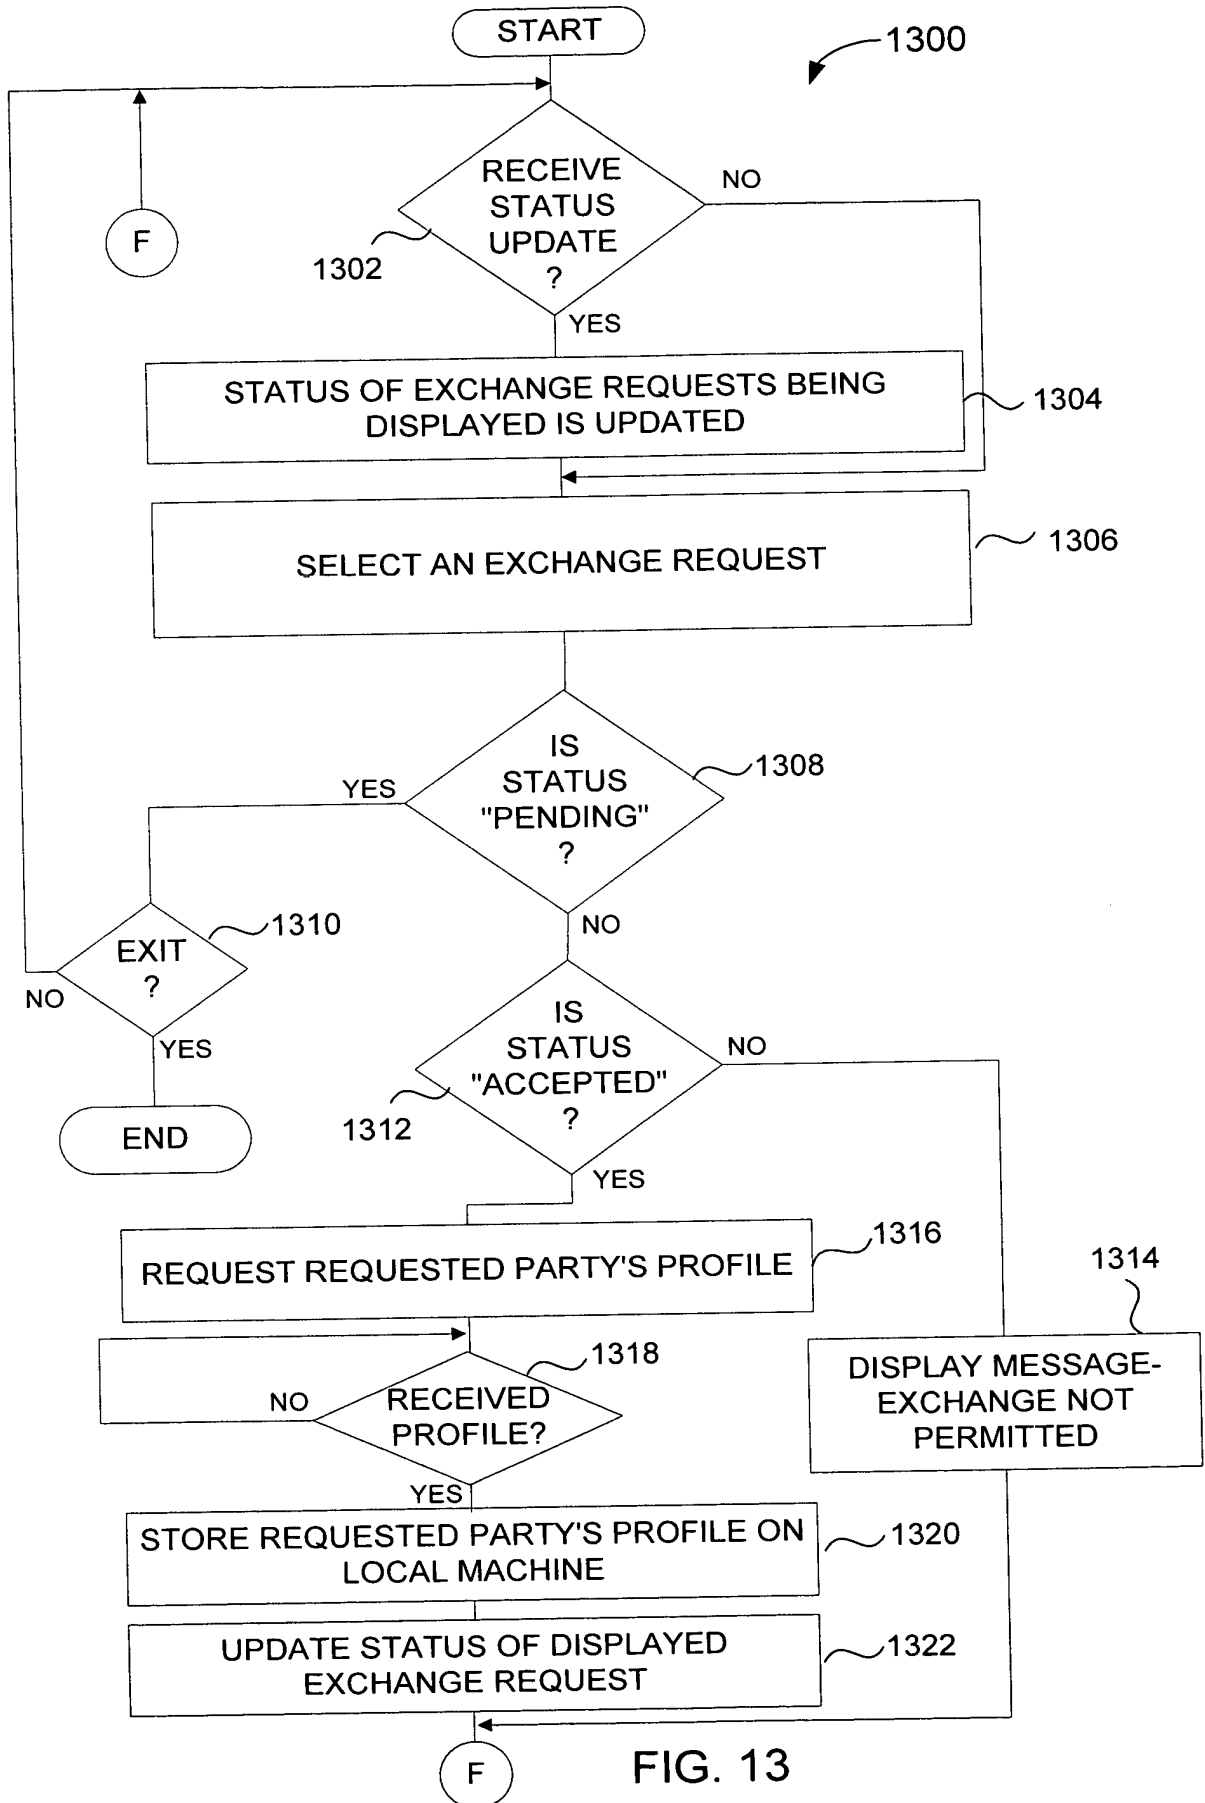 START
1300
F
RECEIVE
STATUS
UPDATE
?
NO
1302
YES
STATUS OF EXCHANGE REQUESTS BEING
DISPLAYED IS UPDATED
1304
SELECT AN EXCHANGE REQUEST
1306
IS
STATUS
"PENDING"
?
1308
YES
NO
EXIT
?
1310
NO
YES
END
IS
STATUS
"ACCEPTED"
?
NO
1312
YES
REQUEST REQUESTED PARTY'S PROFILE
1316
1314
DISPLAY MESSAGE-
EXCHANGE NOT
PERMITTED
RECEIVED
PROFILE?
1318
NO
YES
STORE REQUESTED PARTY'S PROFILE ON
LOCAL MACHINE
1320
UPDATE STATUS OF DISPLAYED
EXCHANGE REQUEST
1322
F
FIG. 13